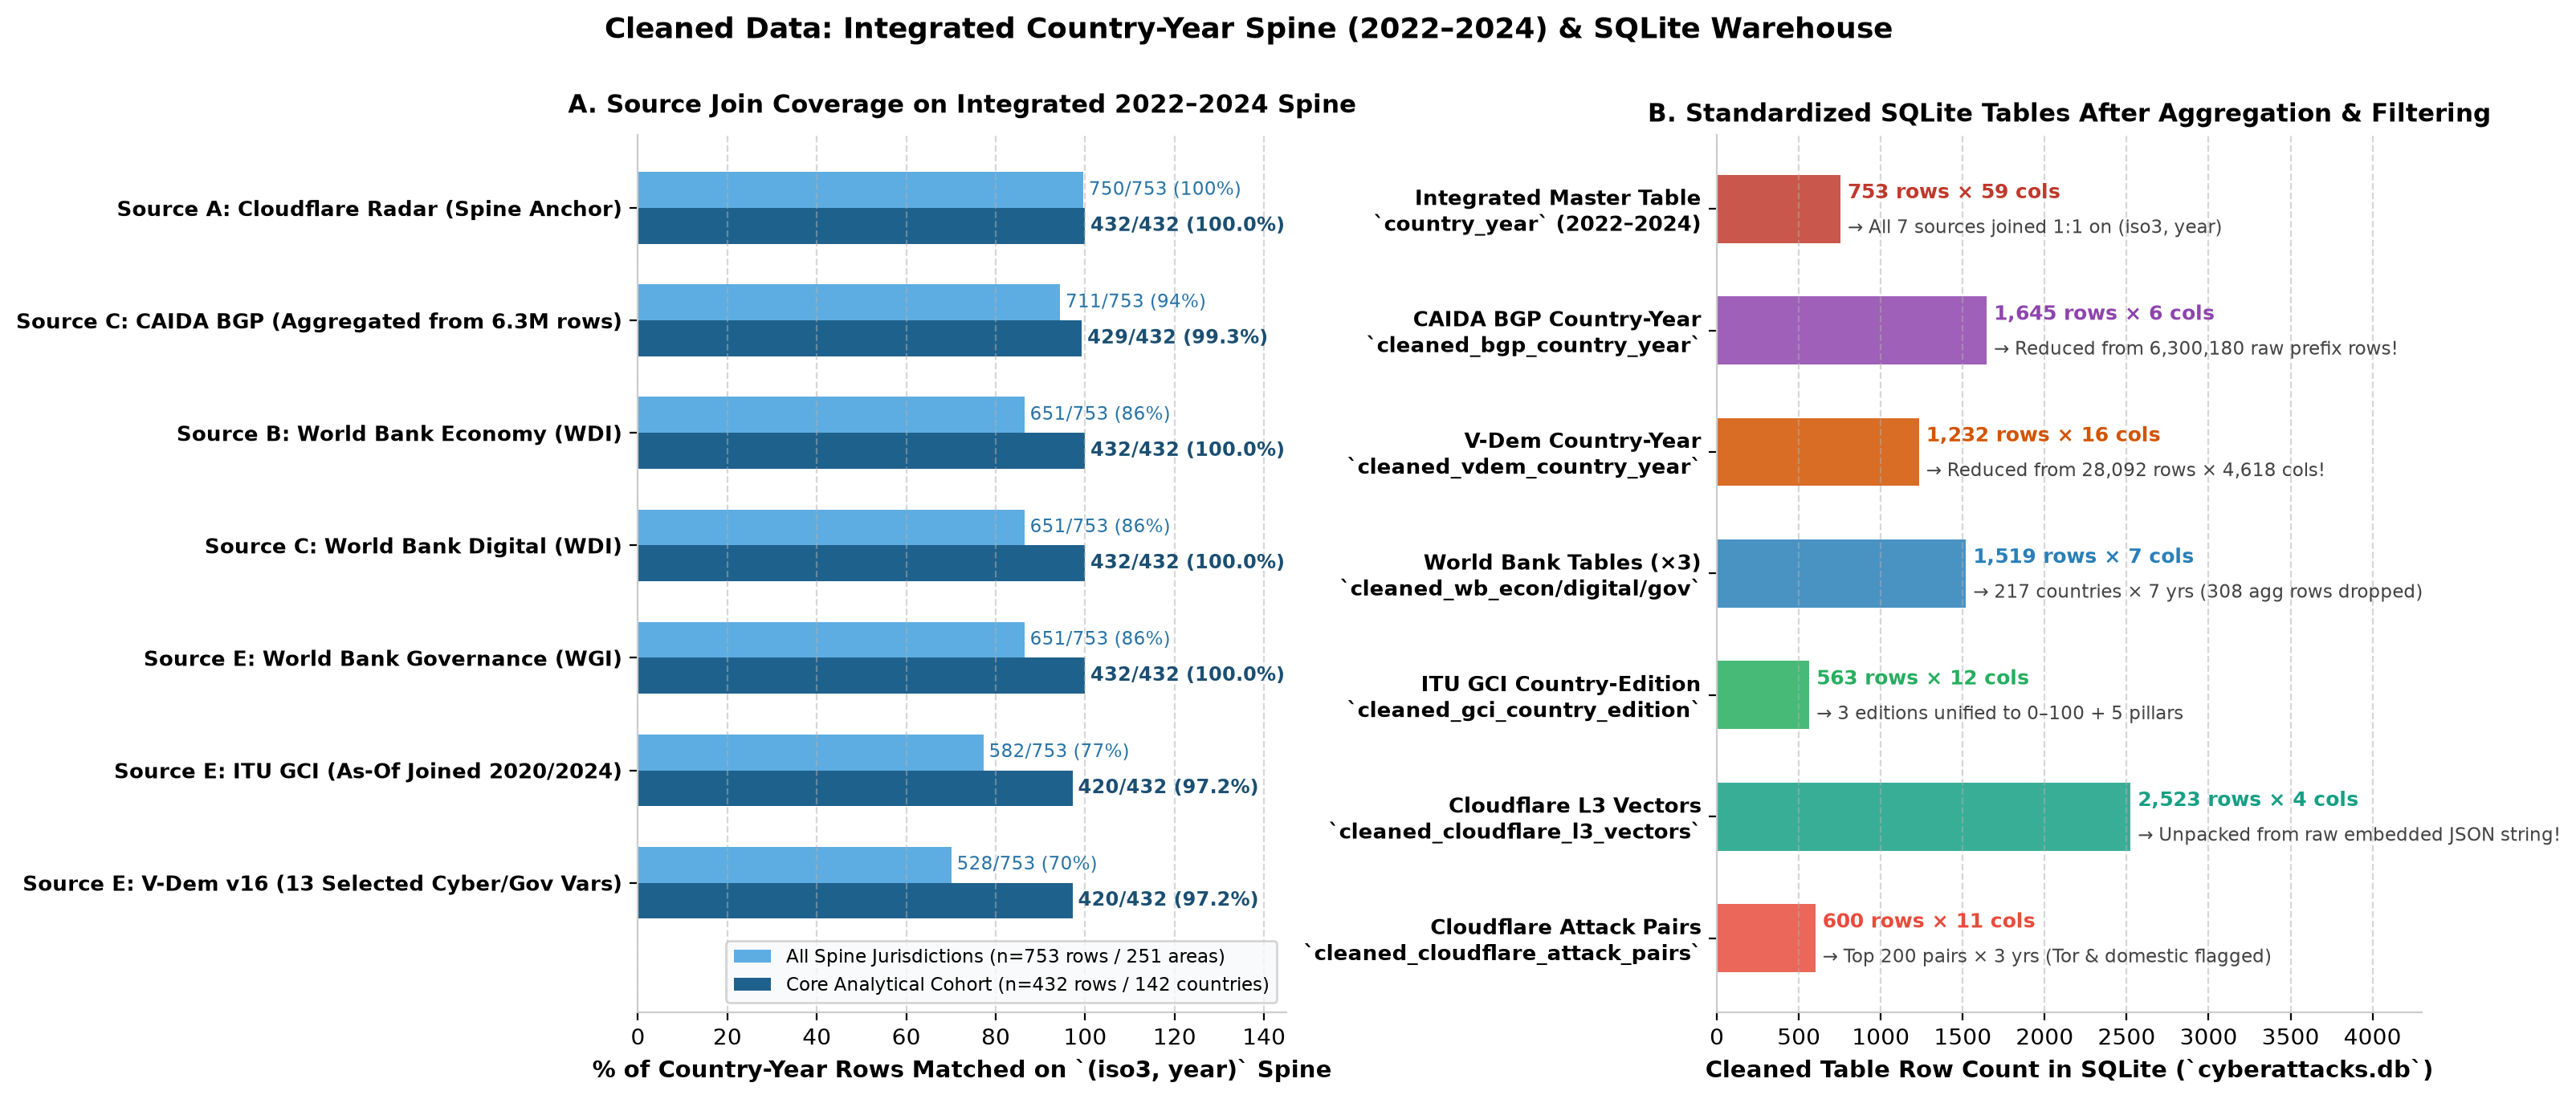 Cleaned Data: Integrated Country-Year Spine (2022–2024) & SQLite Warehouse
A. Source Join Coverage on Integrated 2022–2024 Spine
Source A: Cloudflare Radar (Spine Anchor)
750/753 (100%)
432/432 (100.0%)
Source C: CAIDA BGP (Aggregated from 6.3M rows)
711/753 (94%)
429/432 (99.3%)
Source B: World Bank Economy (WDI)
651/753 (86%)
432/432 (100.0%)
Source C: World Bank Digital (WDI)
651/753 (86%)
432/432 (100.0%)
Source E: World Bank Governance (WGI)
651/753 (86%)
432/432 (100.0%)
Source E: ITU GCI (As-Of Joined 2020/2024)
582/753 (77%)
420/432 (97.2%)
Source E: V-Dem v16 (13 Selected Cyber/Gov Vars)
528/753 (70%)
420/432 (97.2%)
All Spine Jurisdictions (n=753 rows / 251 areas)
Core Analytical Cohort (n=432 rows / 142 countries)
0 20 40 60 80 100 120 140
% of Country-Year Rows Matched on `(iso3, year)` Spine
B. Standardized SQLite Tables After Aggregation & Filtering
Integrated Master Table
`country_year` (2022–2024)
753 rows × 59 cols
→ All 7 sources joined 1:1 on (iso3, year)
CAIDA BGP Country-Year
`cleaned_bgp_country_year`
1,645 rows × 6 cols
→ Reduced from 6,300,180 raw prefix rows!
V-Dem Country-Year
`cleaned_vdem_country_year`
1,232 rows × 16 cols
→ Reduced from 28,092 rows × 4,618 cols!
World Bank Tables (×3)
`cleaned_wb_econ/digital/gov`
1,519 rows × 7 cols
→ 217 countries × 7 yrs (308 agg rows dropped)
ITU GCI Country-Edition
`cleaned_gci_country_edition`
563 rows × 12 cols
→ 3 editions unified to 0–100 + 5 pillars
Cloudflare L3 Vectors
`cleaned_cloudflare_l3_vectors`
2,523 rows × 4 cols
→ Unpacked from raw embedded JSON string!
Cloudflare Attack Pairs
`cleaned_cloudflare_attack_pairs`
600 rows × 11 cols
→ Top 200 pairs × 3 yrs (Tor & domestic flagged)
0 500 1000 1500 2000 2500 3000 3500 4000
Cleaned Table Row Count in SQLite (`cyberattacks.db`)